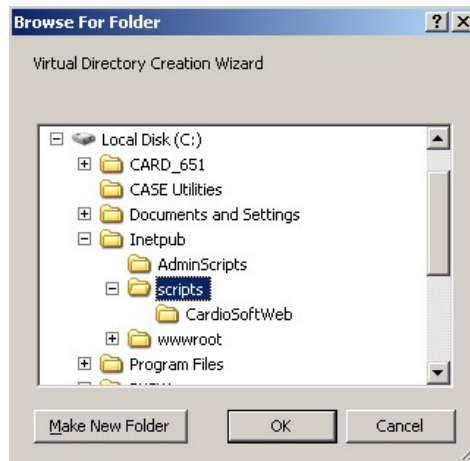 Browse For Folder
Virtual Directory Creation Wizard
Local Disk (C:)
CARD_651
CASE Utilities
Documents and Settings
Inetpub
AdminScripts
scripts
CardioSoftWeb
wwwroot
Program Files
Make New Folder
OK
Cancel